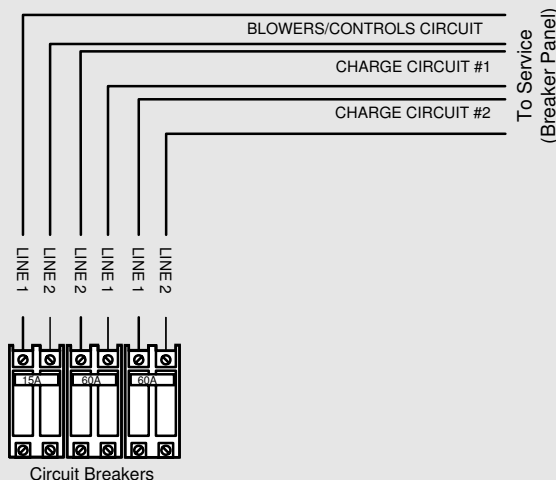 BLOWERS/CONTROLS CIRCUIT
CHARGE CIRCUIT #1
CHARGE CIRCUIT #2
To Service
(Breaker Panel)
LINE 1
LINE 2
LINE 2
LINE 1
LINE 1
LINE 2
15A
60A
60A
Circuit Breakers